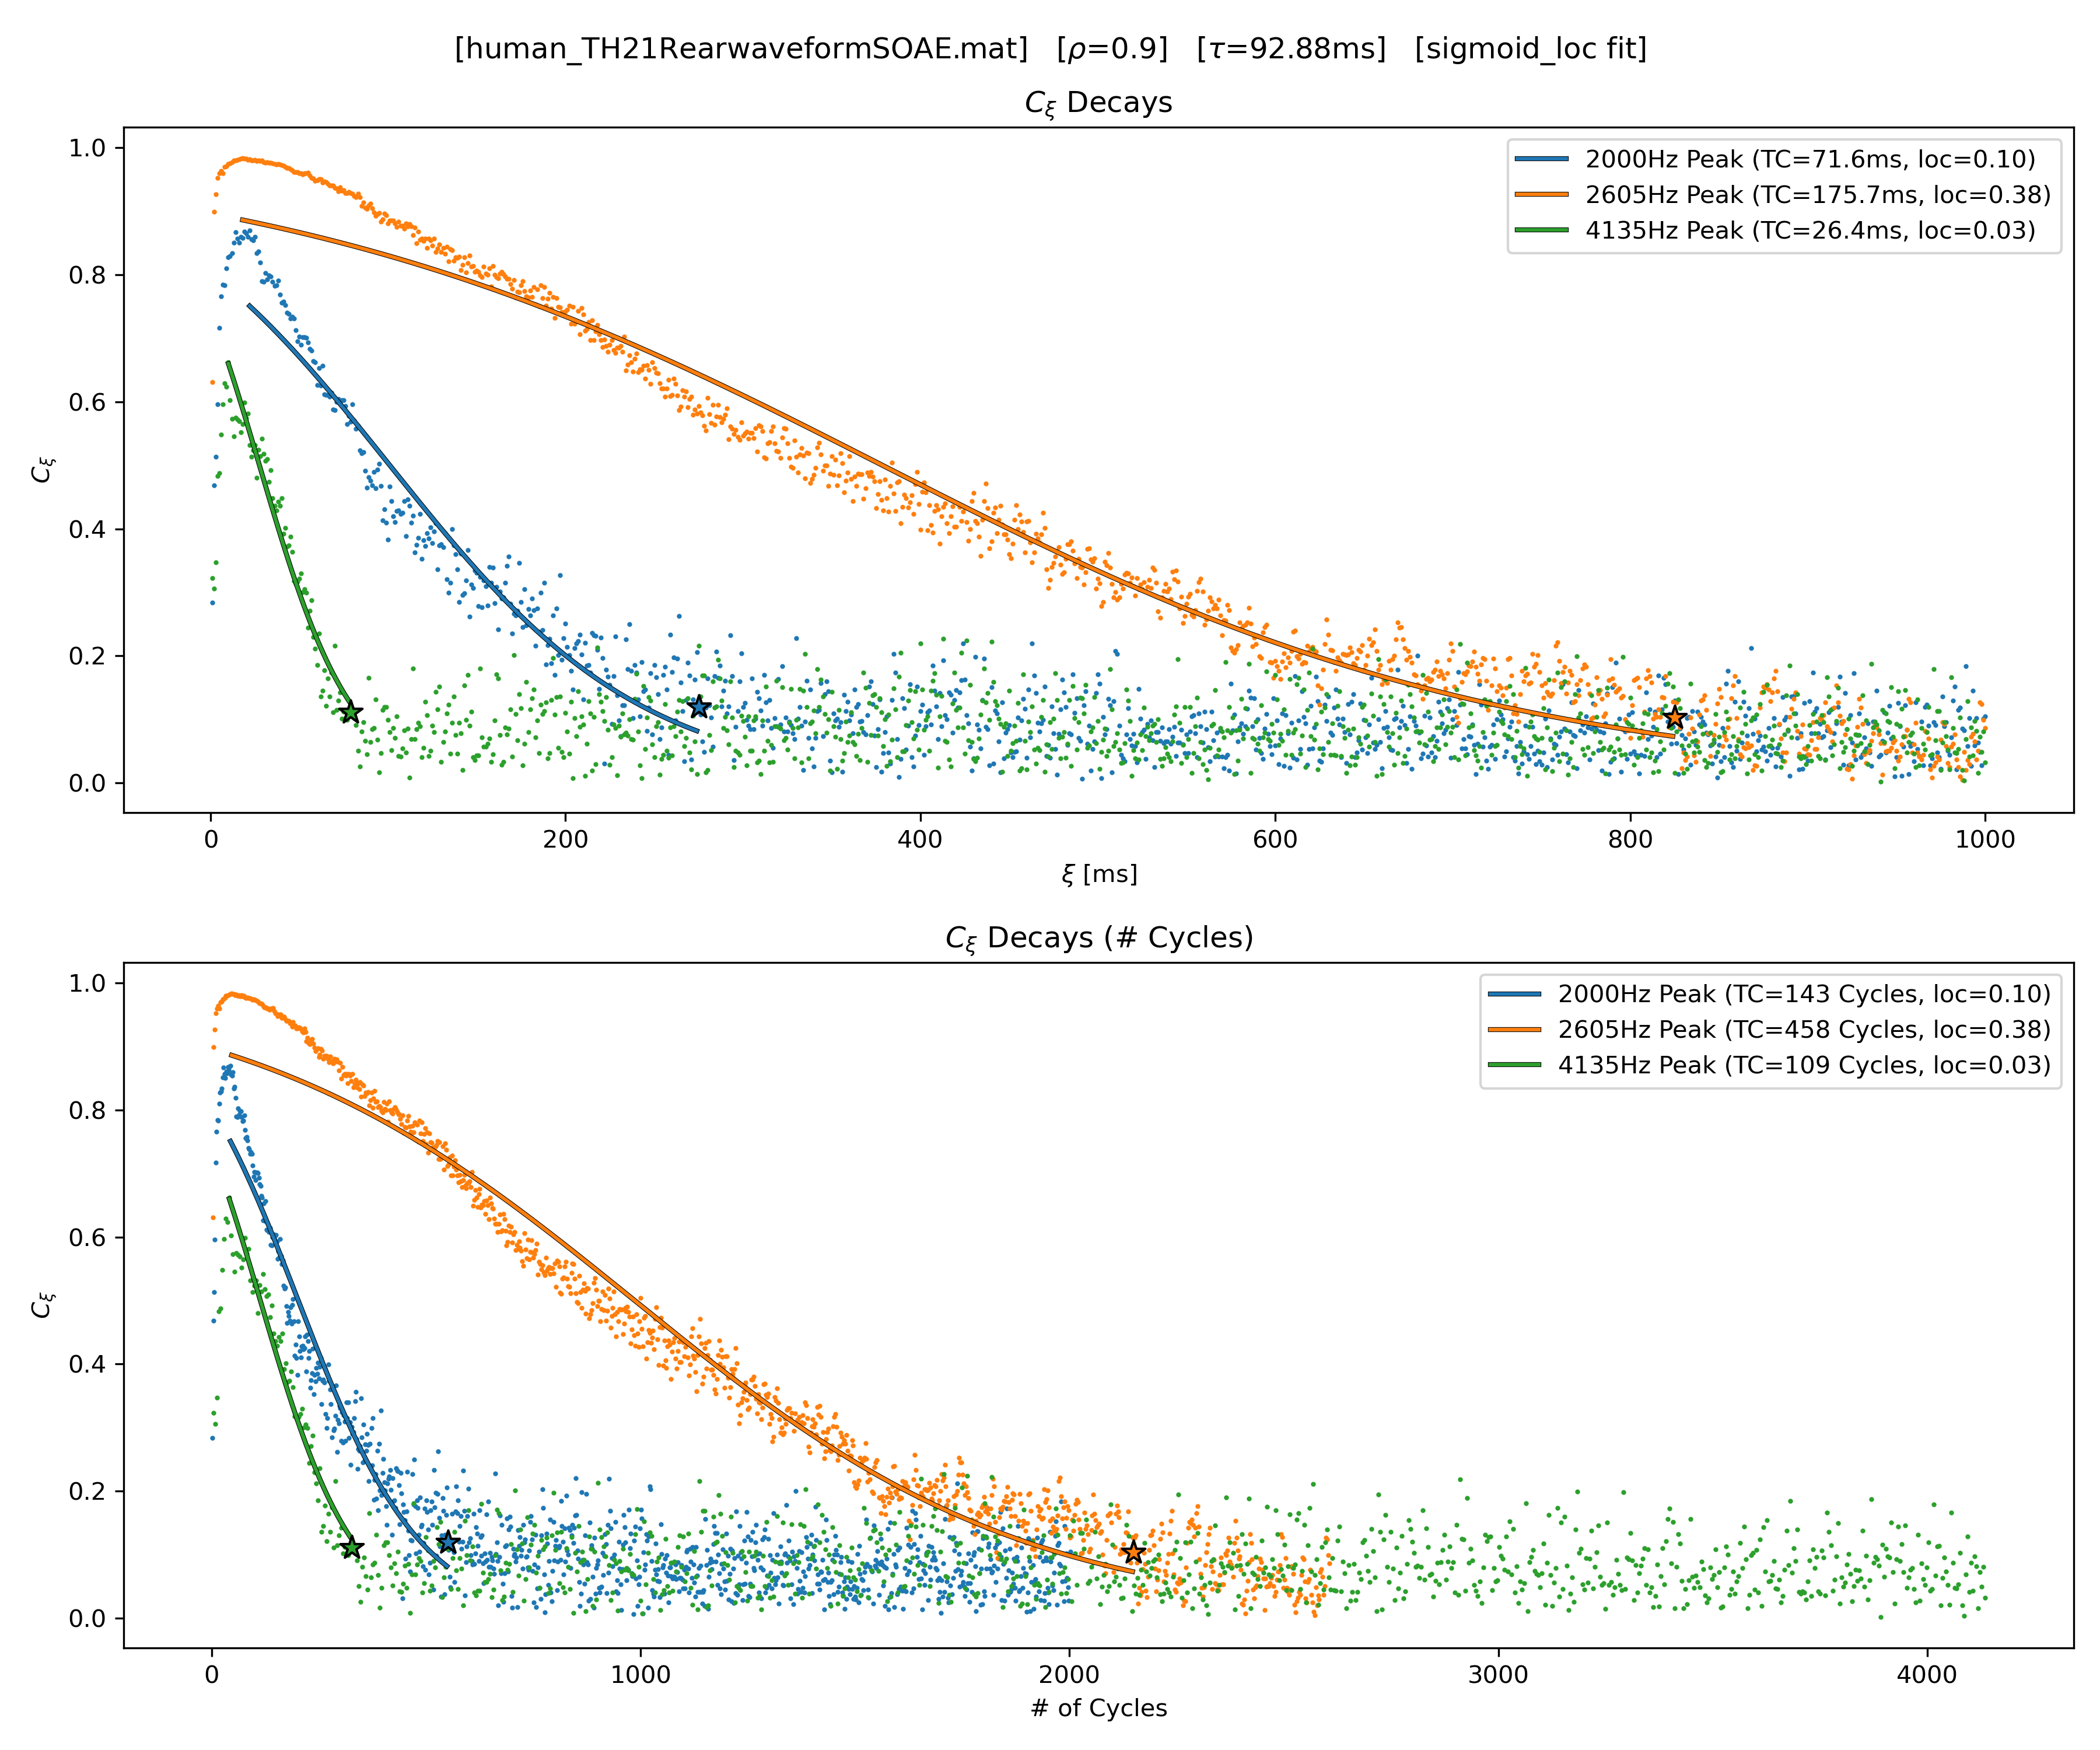 [human_TH21RearwaveformSOAE.mat] [ρ=0.9] [τ=92.88ms] [sigmoid_loc fit]
C_ξ Decays
1.0
0.8
0.6
0.4
0.2
0.0
C_ξ
2000Hz Peak (TC=71.6ms, loc=0.10)
2605Hz Peak (TC=175.7ms, loc=0.38)
4135Hz Peak (TC=26.4ms, loc=0.03)
0 200 400 600 800 1000
ξ [ms]
C_ξ Decays (# Cycles)
1.0
0.8
0.6
0.4
0.2
0.0
C_ξ
2000Hz Peak (TC=143 Cycles, loc=0.10)
2605Hz Peak (TC=458 Cycles, loc=0.38)
4135Hz Peak (TC=109 Cycles, loc=0.03)
0 1000 2000 3000 4000
# of Cycles